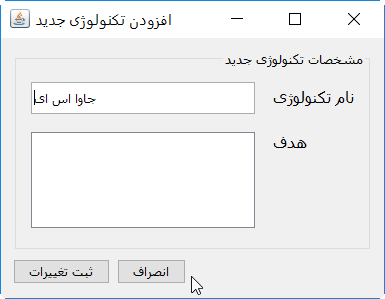 افزودن تکنولوژی جدید
مشخصات تکنولوژی جدید
نام تکنولوژی
جاوا اس ای
هدف
انصراف
ثبت تغییرات